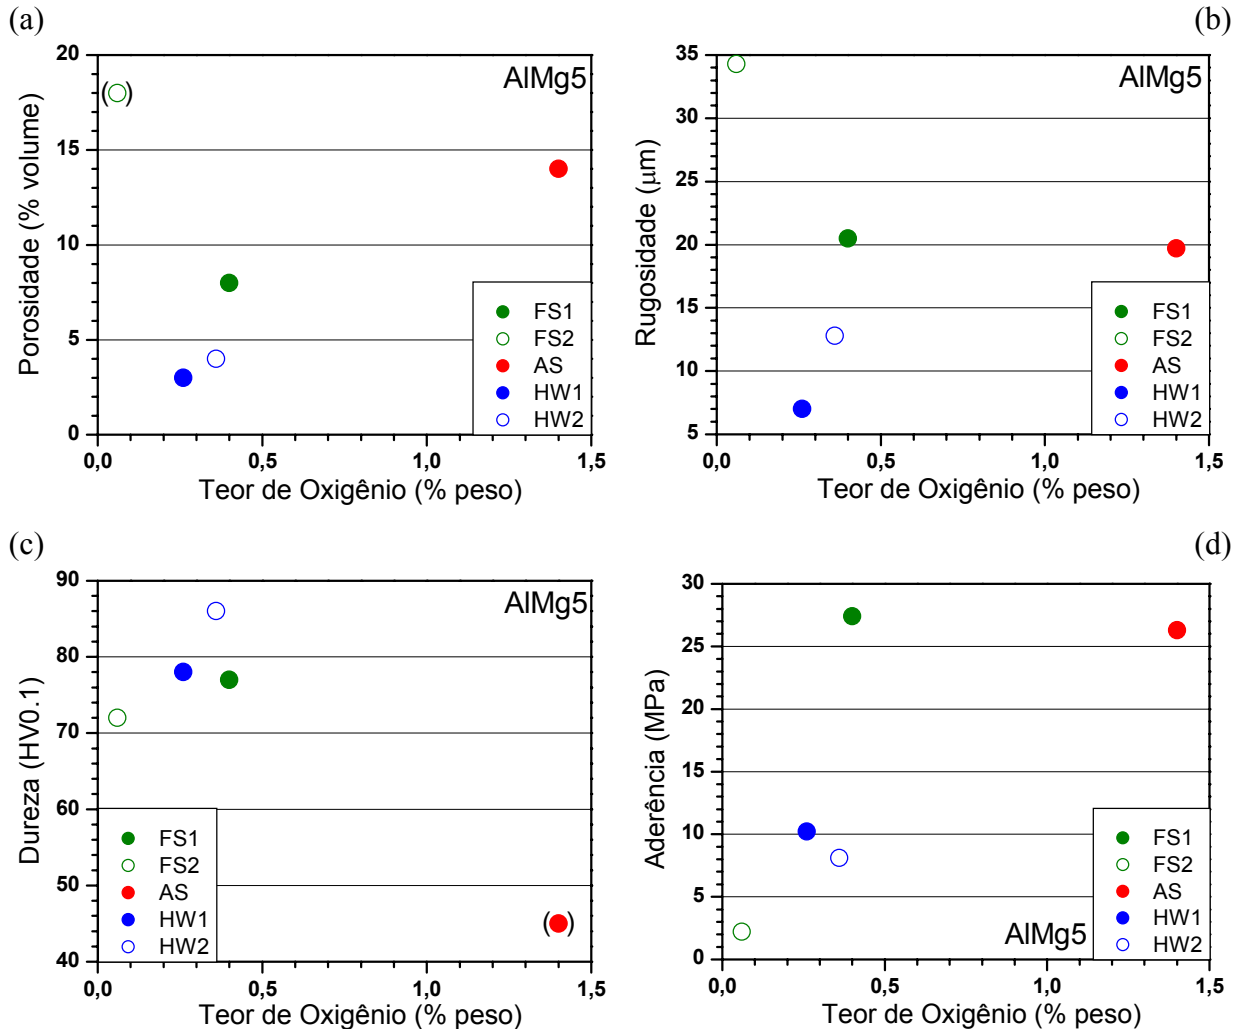 (a)
20
15
10
5
0
Porosidade (% volume)
AlMg5
( )
FS1
FS2
AS
HW1
HW2
0,0 0,5 1,0 1,5
Teor de Oxigênio (% peso)
(b)
35
30
25
20
15
10
5
Rugosidade (μm)
AlMg5
FS1
FS2
AS
HW1
HW2
0,0 0,5 1,0 1,5
Teor de Oxigênio (% peso)
(c)
90
80
70
60
50
40
Dureza (HV0.1)
AlMg5
FS1
FS2
AS
HW1
HW2
( )
0,0 0,5 1,0 1,5
Teor de Oxigênio (% peso)
(d)
30
25
20
15
10
5
0
Aderência (MPa)
AlMg5
FS1
FS2
AS
HW1
HW2
0,0 0,5 1,0 1,5
Teor de Oxigênio (% peso)